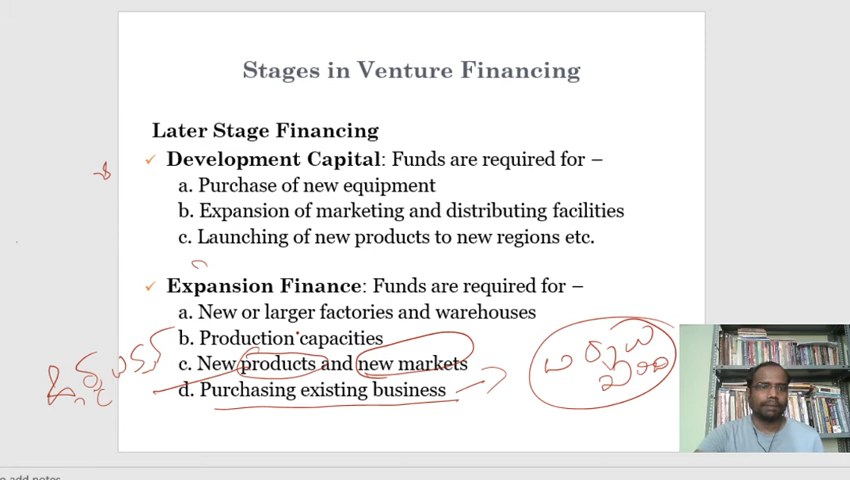 Stages in Venture Financing
Later Stage Financing
✓ Development Capital: Funds are required for –
a. Purchase of new equipment
b. Expansion of marketing and distributing facilities
c. Launching of new products to new regions etc.
✓ Expansion Finance: Funds are required for –
a. New or larger factories and warehouses
b. Production capacities
c. New products and new markets
d. Purchasing existing business